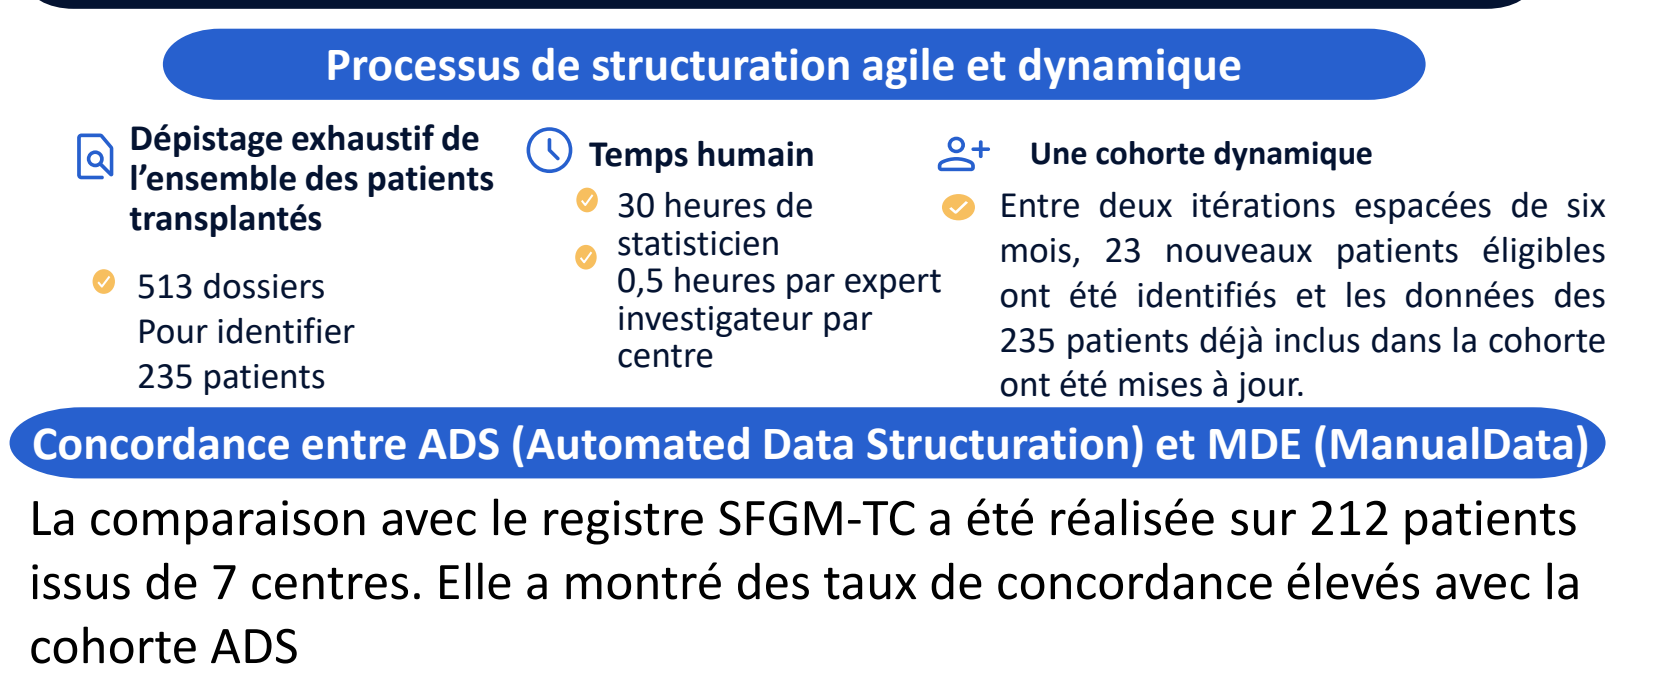 Processus de structuration agile et dynamique
Dépistage exhaustif de
l'ensemble des patients
transplantés
513 dossiers
Pour identifier
235 patients
Temps humain
30 heures de
statisticien
0,5 heures par expert
investigateur par
centre
Une cohorte dynamique
Entre deux itérations espacées de six
mois, 23 nouveaux patients éligibles
ont été identifiés et les données des
235 patients déjà inclus dans la cohorte
ont été mises à jour.
Concordance entre ADS (Automated Data Structuration) et MDE (ManualData)
La comparaison avec le registre SFGM-TC a été réalisée sur 212 patients
issus de 7 centres. Elle a montré des taux de concordance élevés avec la
cohorte ADS